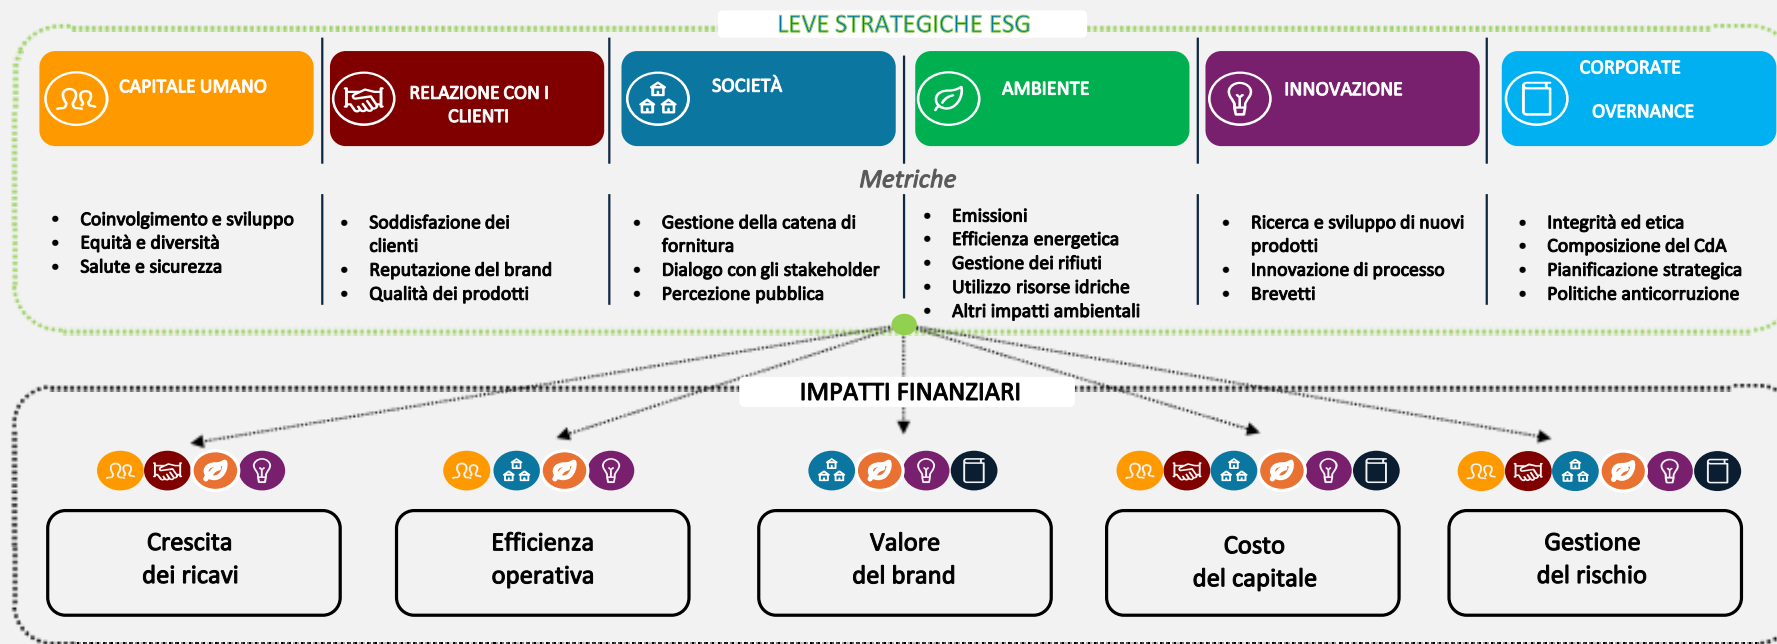 LEVE STRATEGICHE ESG
CAPITALE UMANO
RELAZIONE CON I
CLIENTI
SOCIETÀ
AMBIENTE
INNOVAZIONE
CORPORATE
OVERNANCE
Metriche
• Coinvolgimento e sviluppo
• Equità e diversità
• Salute e sicurezza
• Soddisfazione dei
clienti
• Reputazione del brand
• Qualità dei prodotti
• Gestione della catena di
fornitura
• Dialogo con gli stakeholder
• Percezione pubblica
• Emissioni
• Efficienza energetica
• Gestione dei rifiuti
• Utilizzo risorse idriche
• Altri impatti ambientali
• Ricerca e sviluppo di nuovi
prodotti
• Innovazione di processo
• Brevetti
• Integrità ed etica
• Composizione del CdA
• Pianificazione strategica
• Politiche anticorruzione
IMPATTI FINANZIARI
Crescita
dei ricavi
Efficienza
operativa
Valore
del brand
Costo
del capitale
Gestione
del rischio